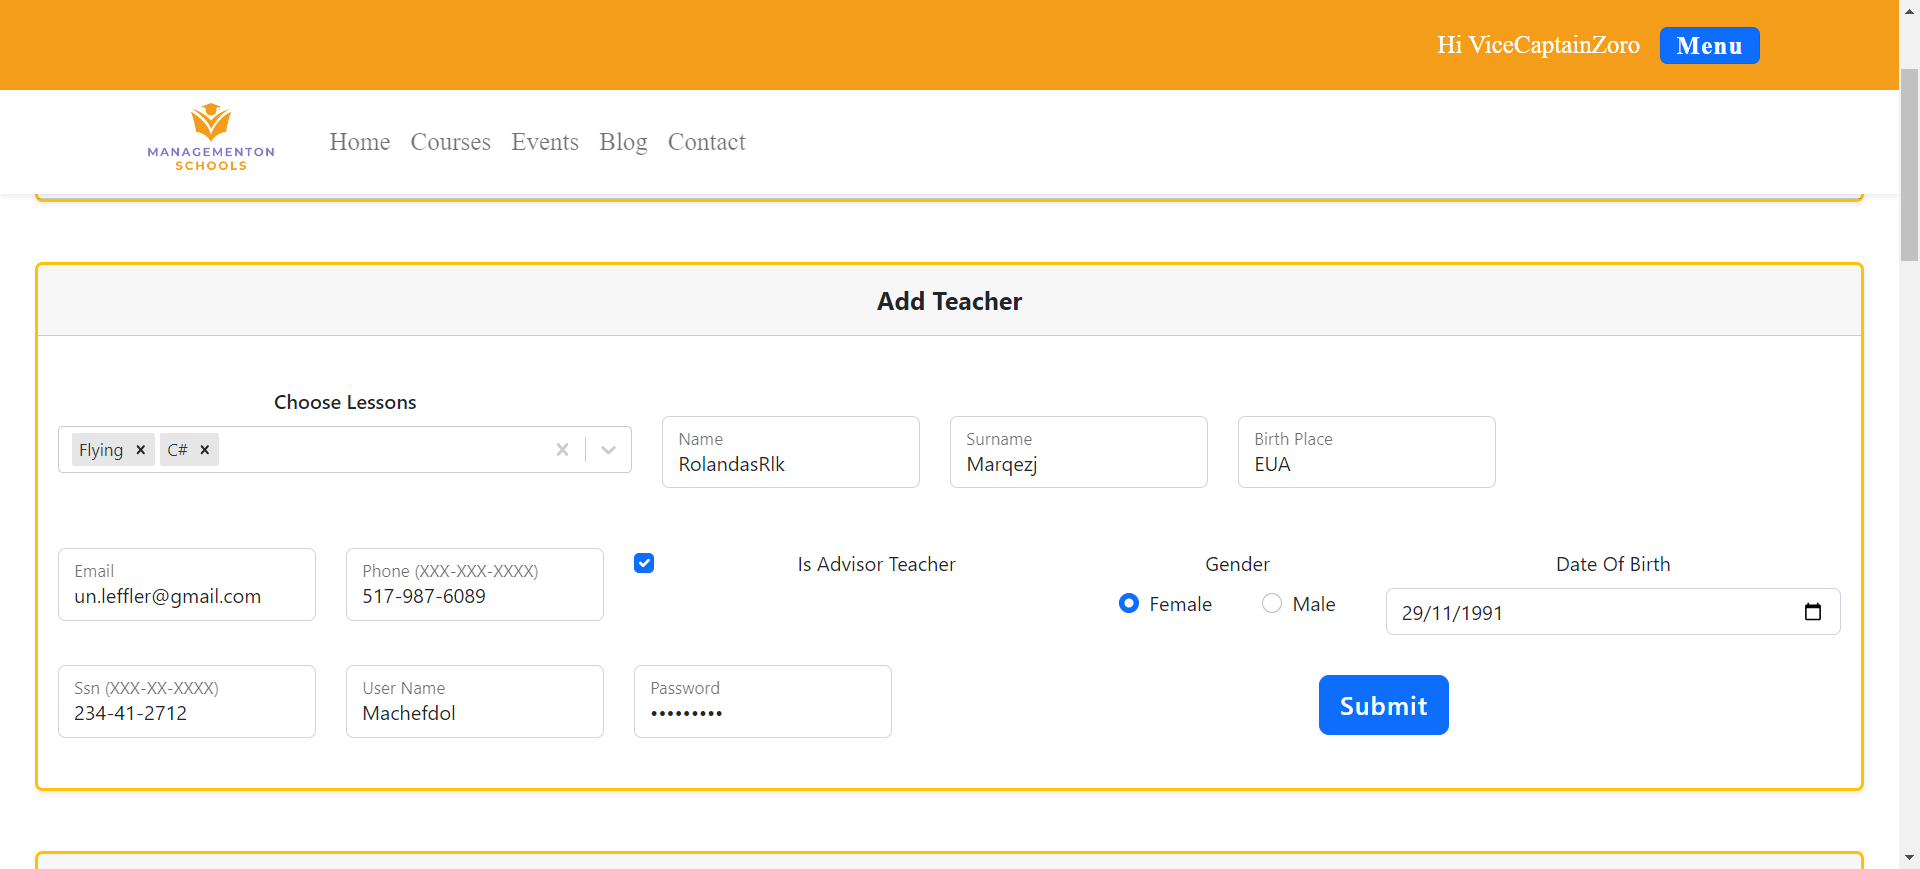 Hi ViceCaptainZoro Menu
MANAGEMENTON
SCHOOLS
Home Courses Events Blog Contact
Add Teacher
Choose Lessons
Flying C#
Name
RolandasRlk
Surname
Marqezj
Birth Place
EUA
Email
un.leffler@gmail.com
Phone (XXX-XXX-XXXX)
517-987-6089
Is Advisor Teacher
Gender
Female Male
Date Of Birth
29/11/1991
Ssn (XXX-XX-XXXX)
234-41-2712
User Name
Machefdol
Password
•••••••••
Submit